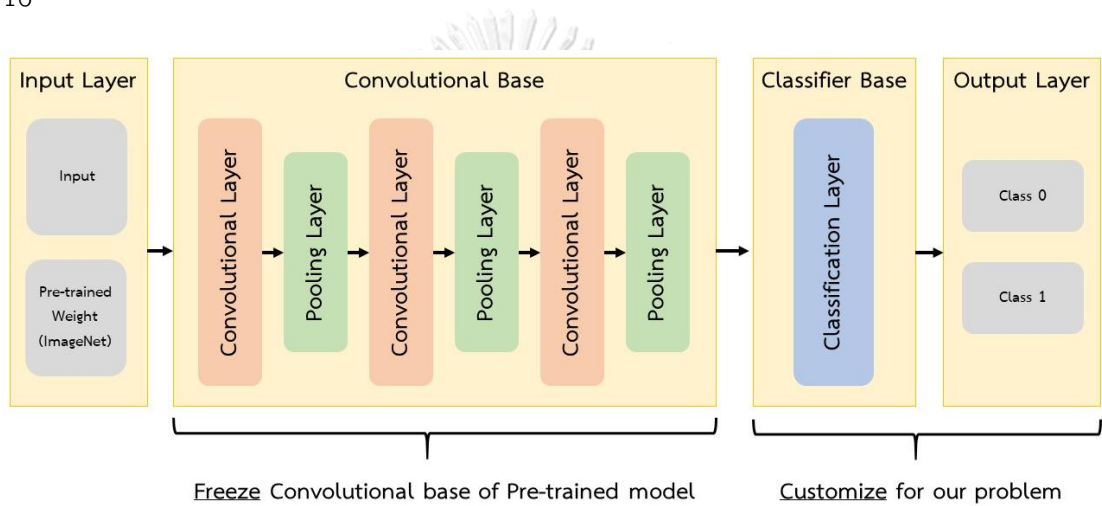 Input Layer
Input
Pre-trained
Weight
(ImageNet)
Convolutional Base
Convolutional Layer
Pooling Layer
Convolutional Layer
Pooling Layer
Convolutional Layer
Pooling Layer
Classifier Base
Classification Layer
Output Layer
Class 0
Class 1
Freeze Convolutional base of Pre-trained model
Customize for our problem